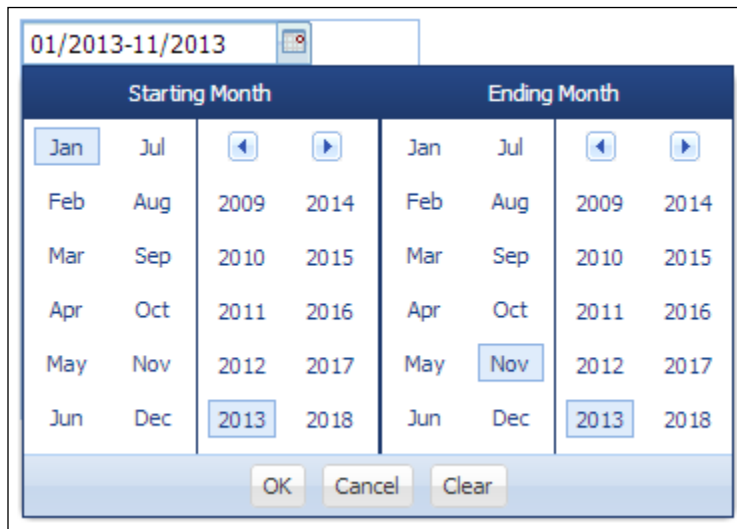 01/2013-11/2013
Starting Month Ending Month
Jan Jul Jan Jul
Feb Aug 2009 2014 Feb Aug 2009 2014
Mar Sep 2010 2015 Mar Sep 2010 2015
Apr Oct 2011 2016 Apr Oct 2011 2016
May Nov 2012 2017 May Nov 2012 2017
Jun Dec 2013 2018 Jun Dec 2013 2018
OK Cancel Clear